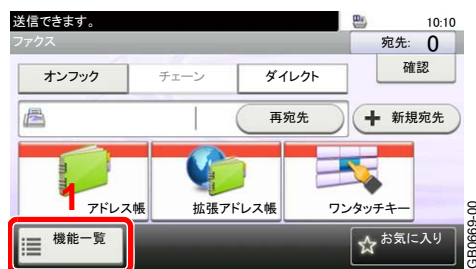 送信できます。
10:10
ファクス
宛先: 0
オンフック
チェーン
ダイレクト
確認
再宛先
+ 新規宛先
1
アドレス帳
拡張アドレス帳
ワンタッチキー
機能一覧
お気に入り
GB0669-00